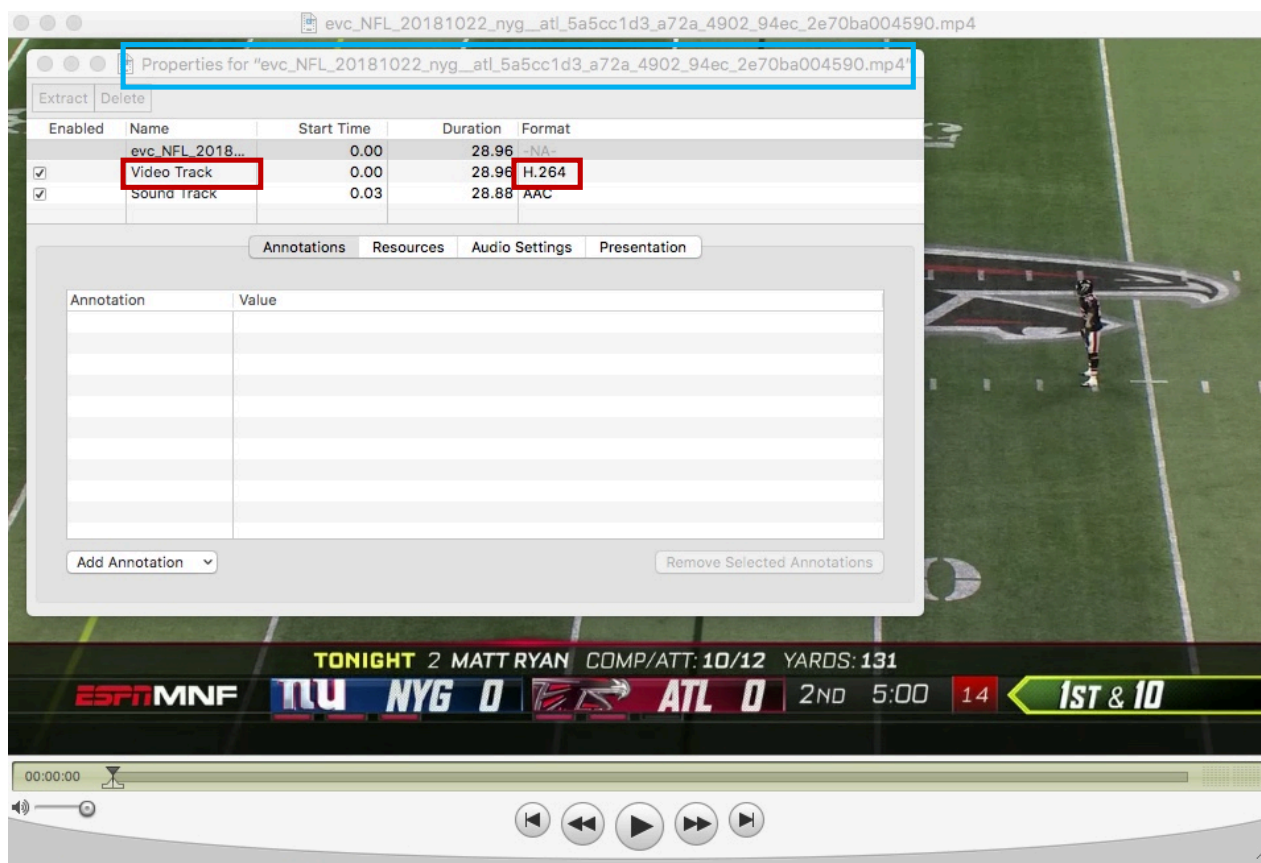 evc_NFL_20181022_nyg__atl_5a5cc1d3_a72a_4902_94ec_2e70ba004590.mp4
Properties for "evc_NFL_20181022_nyg__atl_5a5cc1d3_a72a_4902_94ec_2e70ba004590.mp4"
Extract Delete
Enabled Name Start Time Duration Format
evc_NFL_2018... 0.00 28.96 -NA-
Video Track 0.00 28.96 H.264
Sound Track 0.03 28.88 AAC
Annotations Resources Audio Settings Presentation
Annotation Value
Add Annotation Remove Selected Annotations
TONIGHT 2 MATT RYAN COMP/ATT: 10/12 YARDS: 131
ESPN MNF NY NYG 0 ATL 0 2ND 5:00 14 1ST & 10
00:00:00